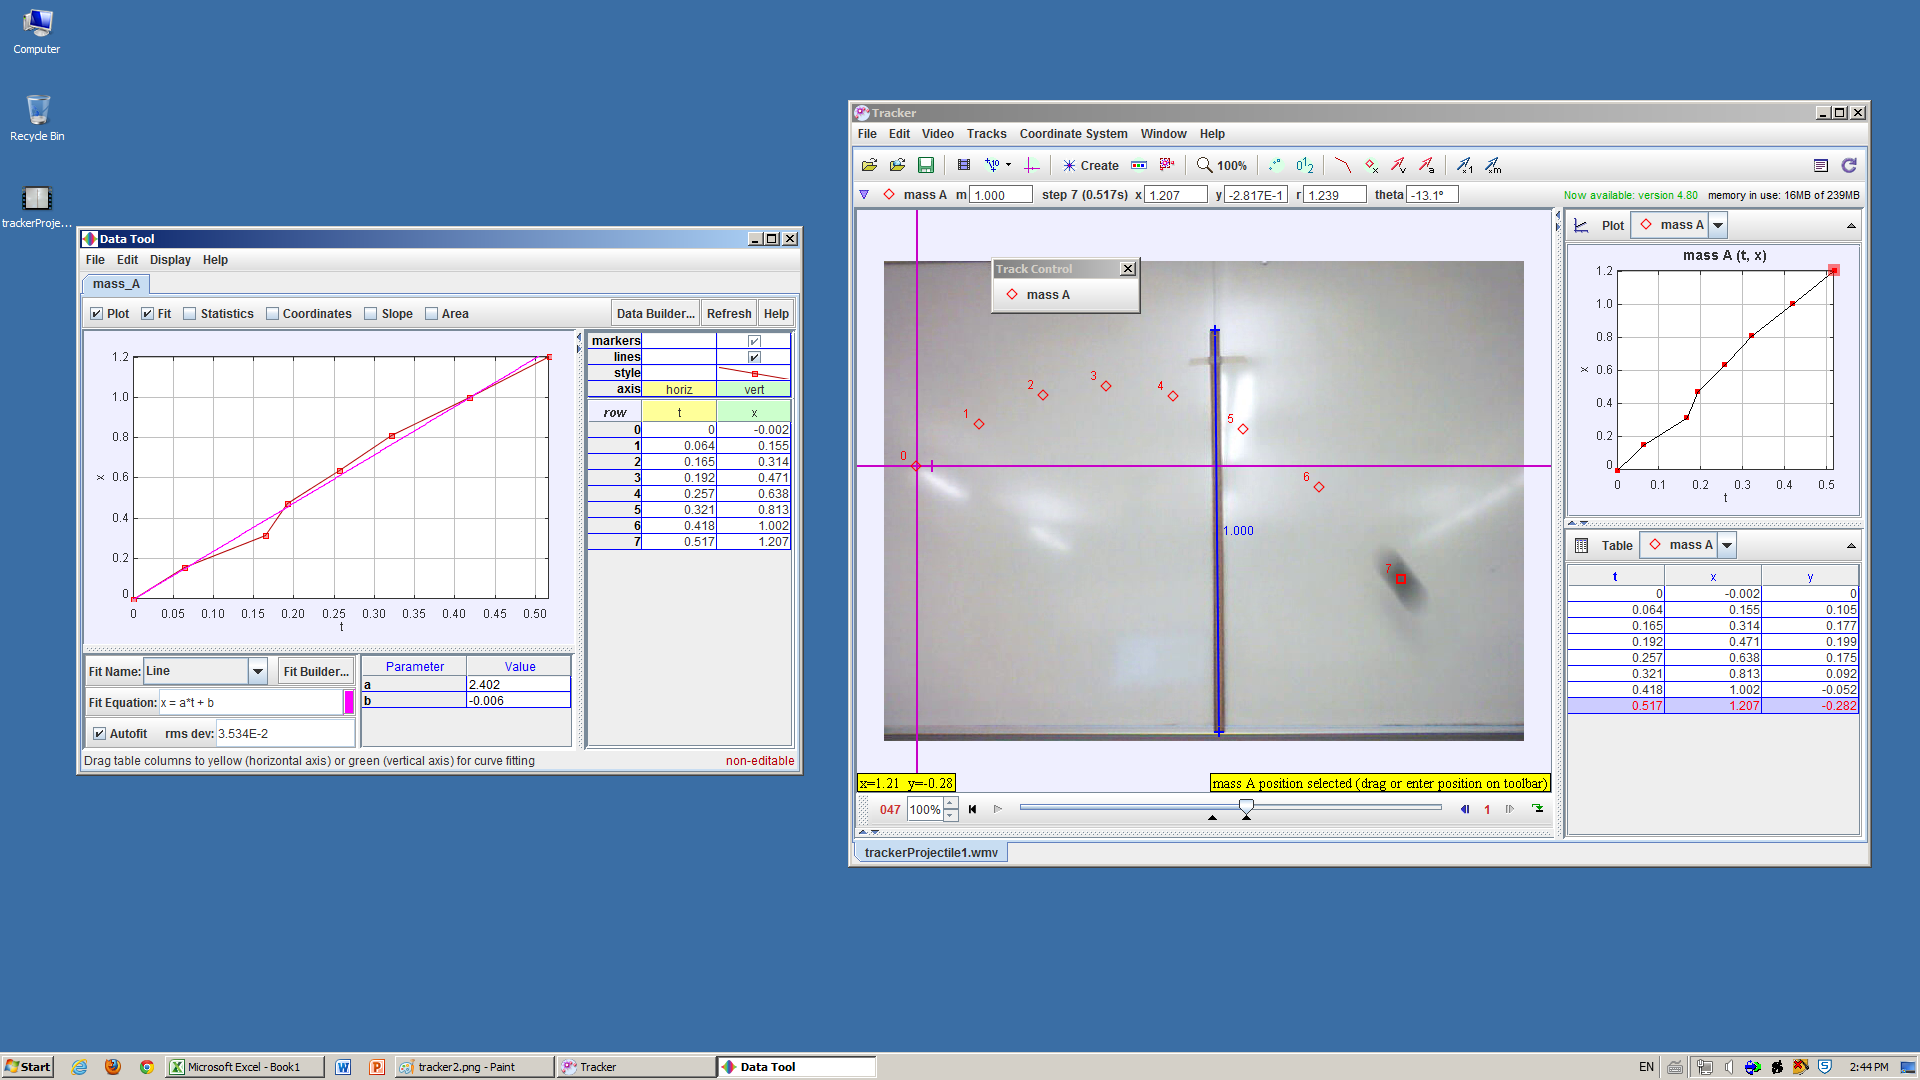 Computer
Recycle Bin
trackerProje...
Data Tool
File Edit Display Help
mass_A
Plot Fit Statistics Coordinates Slope Area Data Builder... Refresh Help
1.2
1.0
0.8
x 0.6
0.4
0.2
0
0 0.05 0.10 0.15 0.20 0.25 0.30 0.35 0.40 0.45 0.50
t
markers
lines
style
axis horiz vert
row t x
0 0 -0.002
1 0.064 0.155
2 0.165 0.314
3 0.192 0.471
4 0.257 0.638
5 0.321 0.813
6 0.418 1.002
7 0.517 1.207
Fit Name: Line Fit Builder...
Fit Equation: x = a*t + b
Autofit rms dev: 3.534E-2
Parameter Value
a 2.402
b -0.006
Drag table columns to yellow (horizontal axis) or green (vertical axis) for curve fitting non-editable
Tracker
File Edit Video Tracks Coordinate System Window Help
Create 100%
mass A m 1.000 step 7 (0.517s) x 1.207 y -2.817E-1 r 1.239 theta -13.1° Now available: version 4.80 memory in use: 16MB of 239MB
Track Control
mass A
0
1
2
3
4
5
6
7
1.000
x=1.21 y=-0.28
mass A position selected (drag or enter position on toolbar)
047 100% 1
trackerProjectile1.wmv
Plot mass A
mass A (t, x)
1.2
1.0
0.8
x 0.6
0.4
0.2
0
0 0.1 0.2 0.3 0.4 0.5
t
Table mass A
t x y
0 -0.002 0
0.064 0.155 0.105
0.165 0.314 0.177
0.192 0.471 0.199
0.257 0.638 0.175
0.321 0.813 0.092
0.418 1.002 -0.052
0.517 1.207 -0.282
Start Microsoft Excel - Book1 tracker2.png - Paint Tracker Data Tool EN 2:44 PM